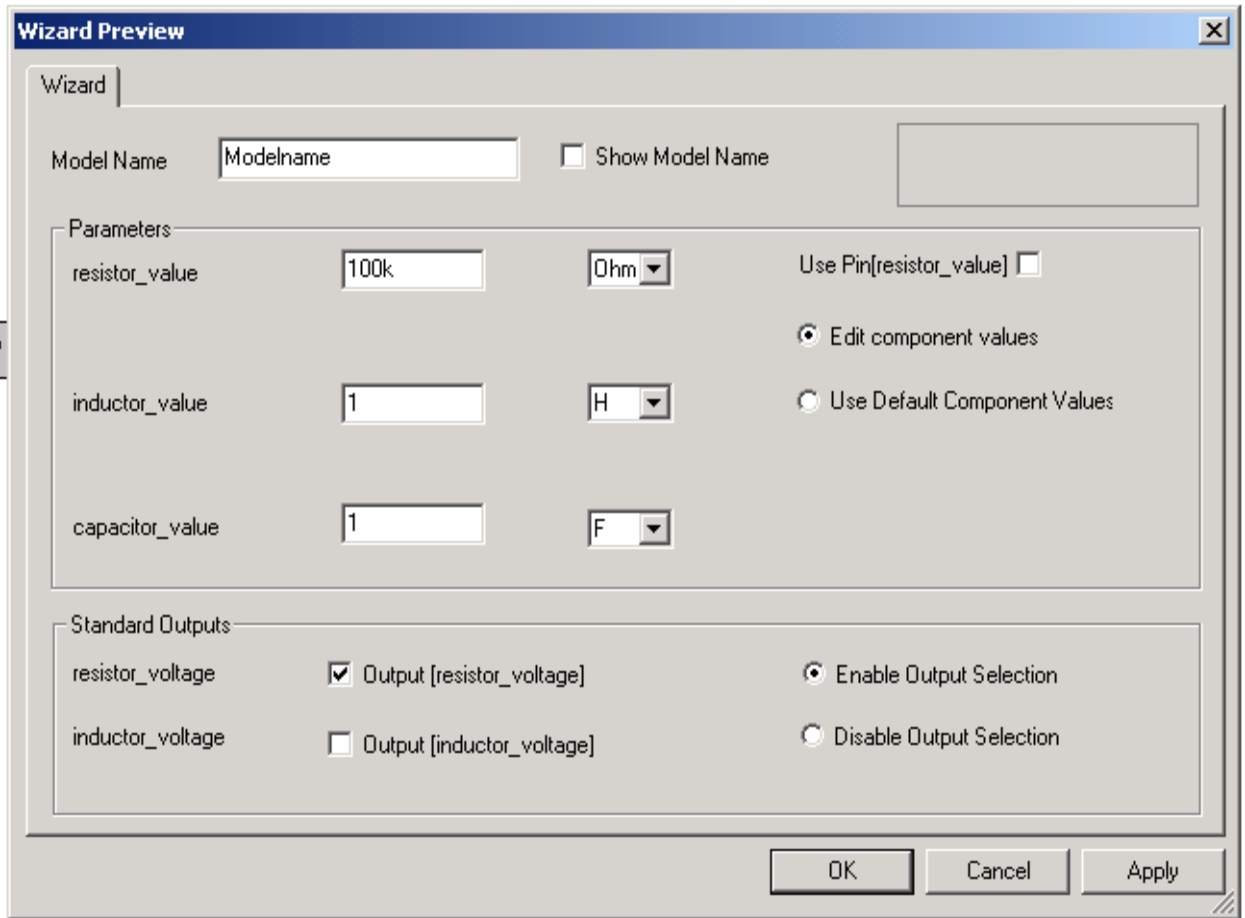 Wizard Preview
Wizard
Model Name Modelname Show Model Name
Parameters
resistor_value 100k Ohm Use Pin[resistor_value]
Edit component values
inductor_value 1 H Use Default Component Values
capacitor_value 1 F
Standard Outputs
resistor_voltage Output [resistor_voltage] Enable Output Selection
inductor_voltage Output [inductor_voltage] Disable Output Selection
OK Cancel Apply